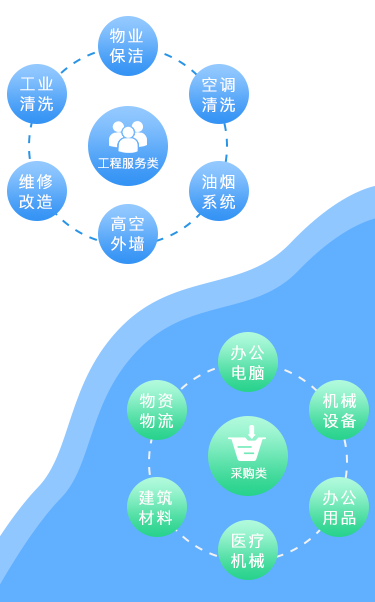 物业
保洁
工业
清洗
空调
清洗
工程服务类
维修
改造
油烟
系统
高空
外墙
办公
电脑
物资
物流
机械
设备
采购类
建筑
材料
办公
用品
医疗
机械